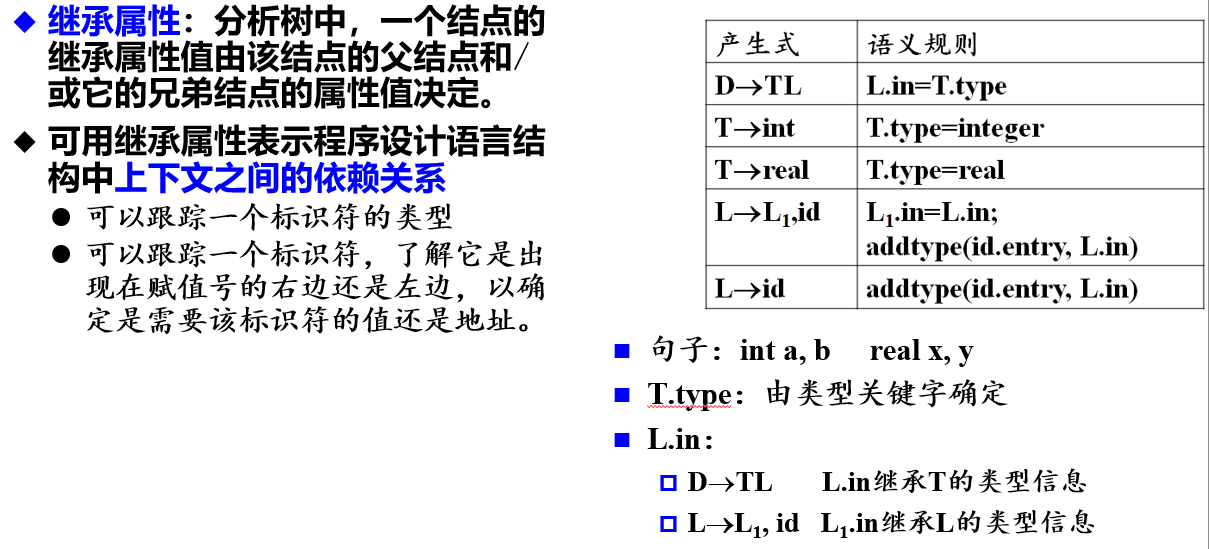 继承属性：分析树中，一个结点的
继承属性值由该结点的父结点和/
或它的兄弟结点的属性值决定。
可用继承属性表示程序设计语言结
构中上下文之间的依赖关系
可以跟踪一个标识符的类型
可以跟踪一个标识符，了解它是出
现在赋值号的右边还是左边，以确
定是需要该标识符的值还是地址。
产生式 语义规则
D→TL L.in=T.type
T→int T.type=integer
T→real T.type=real
L→L₁,id L₁.in=L.in;
addtype(id.entry, L.in)
L→id addtype(id.entry, L.in)
句子：int a, b real x, y
T.type：由类型关键字确定
L.in：
D→TL L.in继承T的类型信息
L→L₁, id L₁.in继承L的类型信息